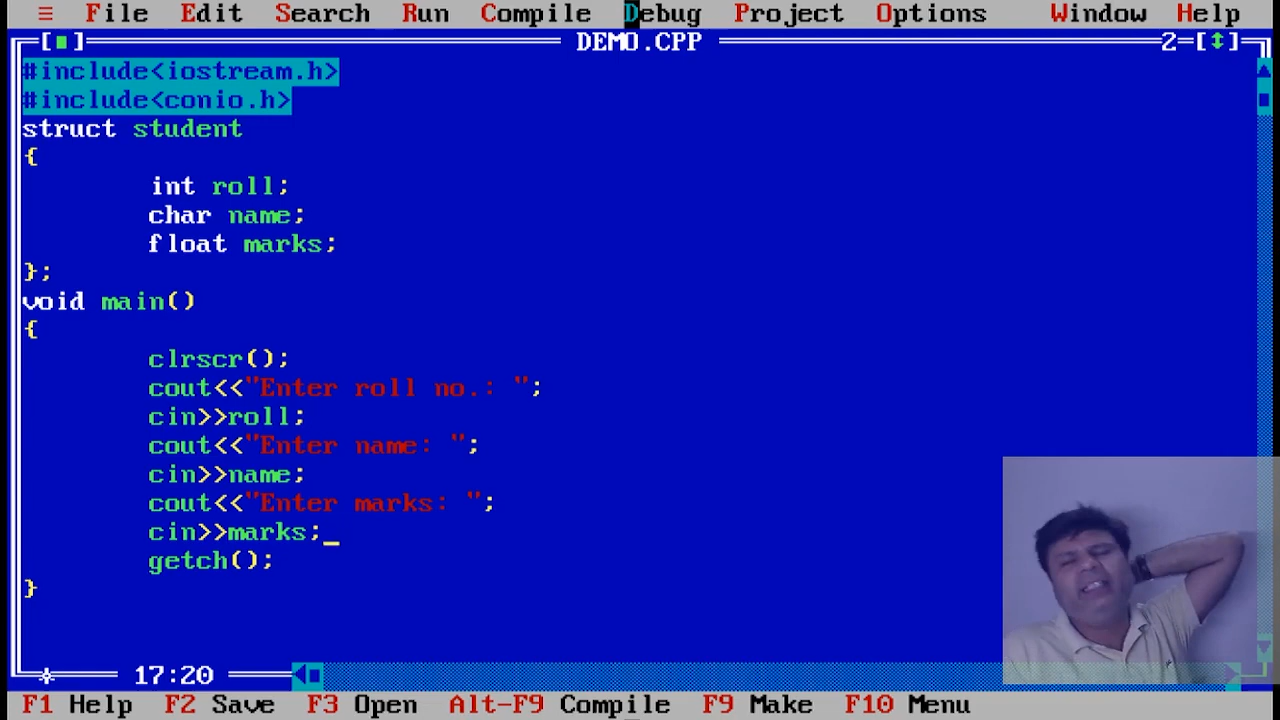 ≡ File Edit Search Run Compile Debug Project Options Window Help
[■] DEMO.CPP 2=[↕]
#include<iostream.h>
#include<conio.h>
struct student
{
int roll;
char name;
float marks;
};
void main()
{
clrscr();
cout<<"Enter roll no.: ";
cin>>roll;
cout<<"Enter name: ";
cin>>name;
cout<<"Enter marks: ";
cin>>marks;_
getch();
}
17:20
F1 Help F2 Save F3 Open Alt-F9 Compile F9 Make F10 Menu